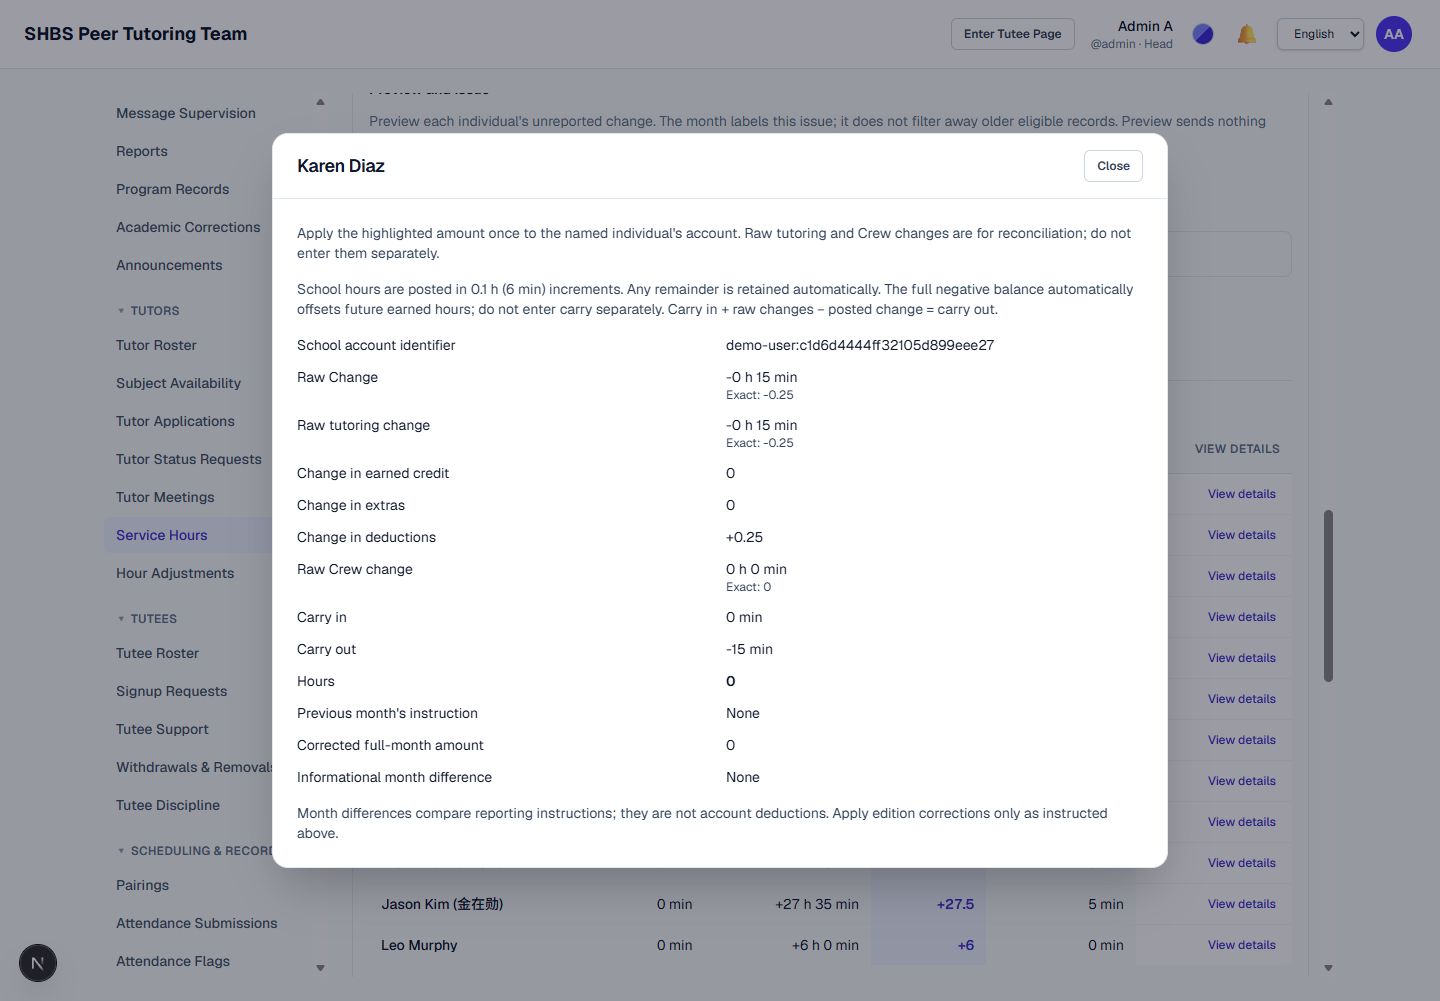 SHBS Peer Tutoring Team
Enter Tutee Page
Admin A
@admin · Head
English
AA
Message Supervision
Reports
Program Records
Academic Corrections
Announcements
TUTORS
Tutor Roster
Subject Availability
Tutor Applications
Tutor Status Requests
Tutor Meetings
Service Hours
Hour Adjustments
TUTEES
Tutee Roster
Signup Requests
Tutee Support
Withdrawals & Removals
Tutee Discipline
SCHEDULING & RECORD
Pairings
Attendance Submissions
Attendance Flags
Preview and issue
Preview each individual's unreported change. The month labels this issue; it does not filter away older eligible records. Preview sends nothing
Karen Diaz
Close
Apply the highlighted amount once to the named individual's account. Raw tutoring and Crew changes are for reconciliation; do not
enter them separately.
School hours are posted in 0.1 h (6 min) increments. Any remainder is retained automatically. The full negative balance automatically
offsets future earned hours; do not enter carry separately. Carry in + raw changes − posted change = carry out.
School account identifier demo-user:c1d6d4444ff32105d899eee27
Raw Change -0 h 15 min
Exact: -0.25
Raw tutoring change -0 h 15 min
Exact: -0.25
Change in earned credit 0
Change in extras 0
Change in deductions +0.25
Raw Crew change 0 h 0 min
Exact: 0
Carry in 0 min
Carry out -15 min
Hours 0
Previous month's instruction None
Corrected full-month amount 0
Informational month difference None
Month differences compare reporting instructions; they are not account deductions. Apply edition corrections only as instructed
above.
VIEW DETAILS
View details
View details
View details
View details
View details
View details
View details
View details
View details
View details
Jason Kim (金在勋) 0 min +27 h 35 min +27.5 5 min View details
Leo Murphy 0 min +6 h 0 min +6 0 min View details
N